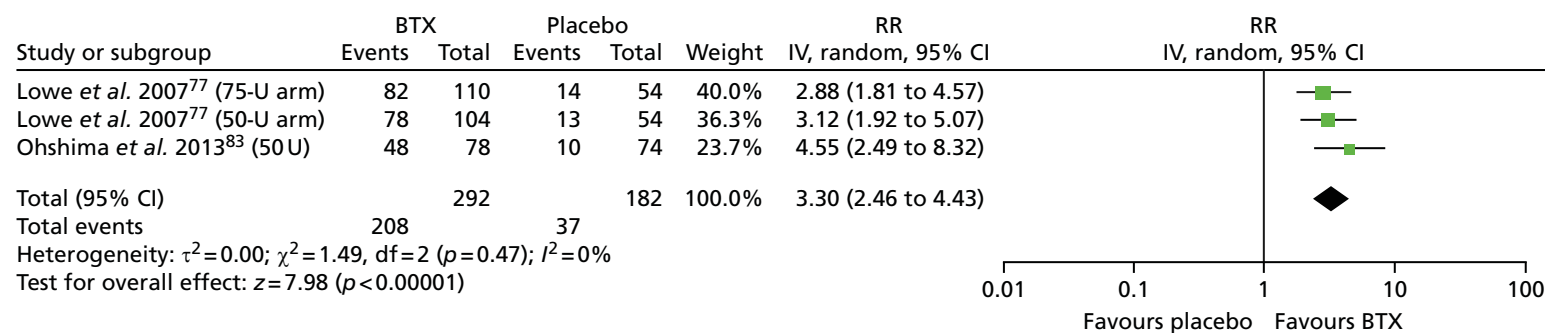 BTX Placebo RR RR
Study or subgroup Events Total Events Total Weight IV, random, 95% CI IV, random, 95% CI
Lowe et al. 2007⁷⁷ (75-U arm) 82 110 14 54 40.0% 2.88 (1.81 to 4.57)
Lowe et al. 2007⁷⁷ (50-U arm) 78 104 13 54 36.3% 3.12 (1.92 to 5.07)
Ohshima et al. 2013⁸³ (50 U) 48 78 10 74 23.7% 4.55 (2.49 to 8.32)
Total (95% CI) 292 182 100.0% 3.30 (2.46 to 4.43)
Total events 208 37
Heterogeneity: τ²=0.00; χ²=1.49, df=2 (p=0.47); I²=0%
Test for overall effect: z=7.98 (p<0.00001)
0.01 0.1 1 10 100
Favours placebo Favours BTX